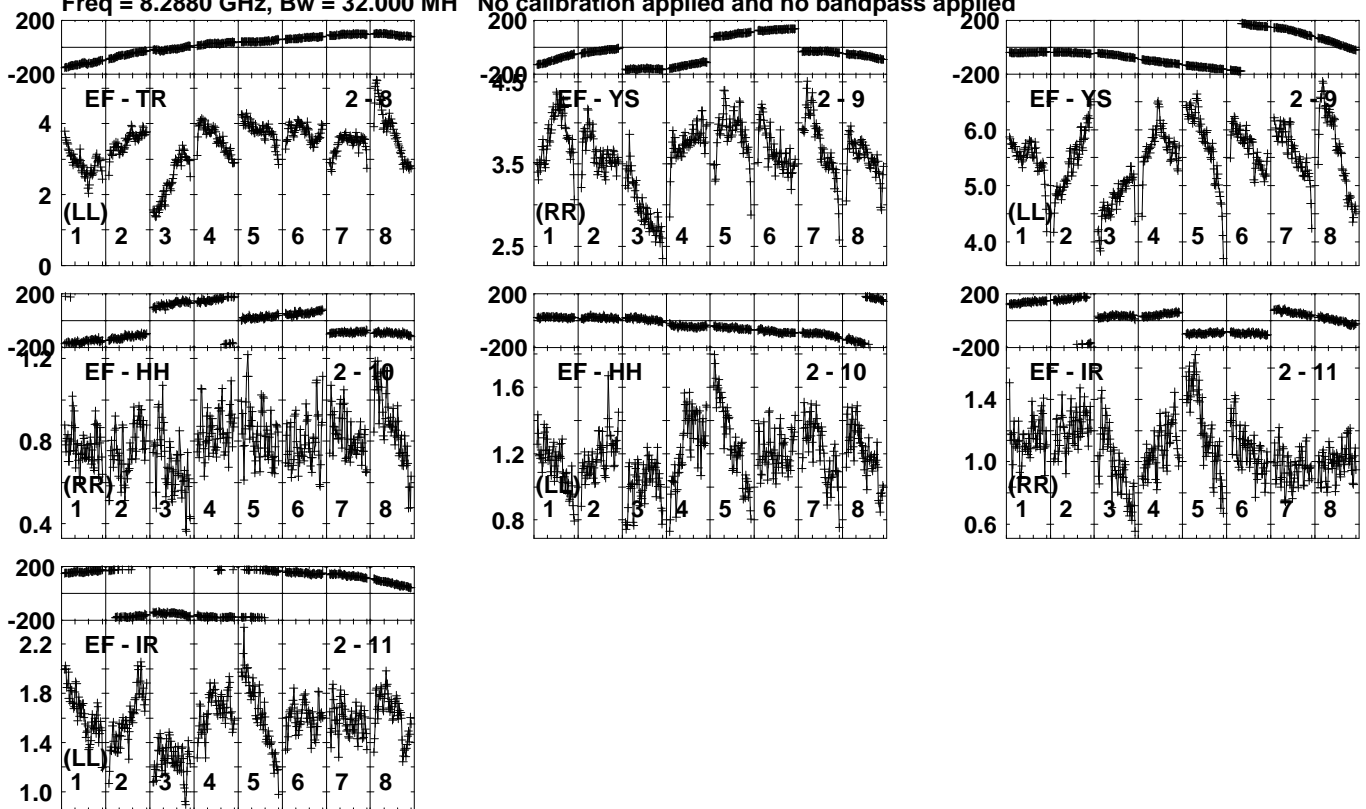 Freq = 8.2880 GHz, Bw = 32.000 MH No calibration applied and no bandpass applied
200
-200
EF - TR 2 - 8
4
2
0
(LL)
1 2 3 4 5 6 7 8
200
-200
4.5
EF - YS 2 - 9
3.5
2.5
(RR)
1 2 3 4 5 6 7 8
200
-200
EF - YS 2 - 9
6.0
5.0
4.0
(LL)
1 2 3 4 5 6 7 8
200
-200
1.2
EF - HH 2 - 10
0.8
0.4
(RR)
1 2 3 4 5 6 7 8
200
-200
EF - HH 2 - 10
1.6
1.2
0.8
(LL)
1 2 3 4 5 6 7 8
200
-200
EF - IR 2 - 11
1.4
1.0
0.6
(RR)
1 2 3 4 5 6 7 8
200
-200
EF - IR 2 - 11
2.2
1.8
1.4
1.0
(LL)
1 2 3 4 5 6 7 8